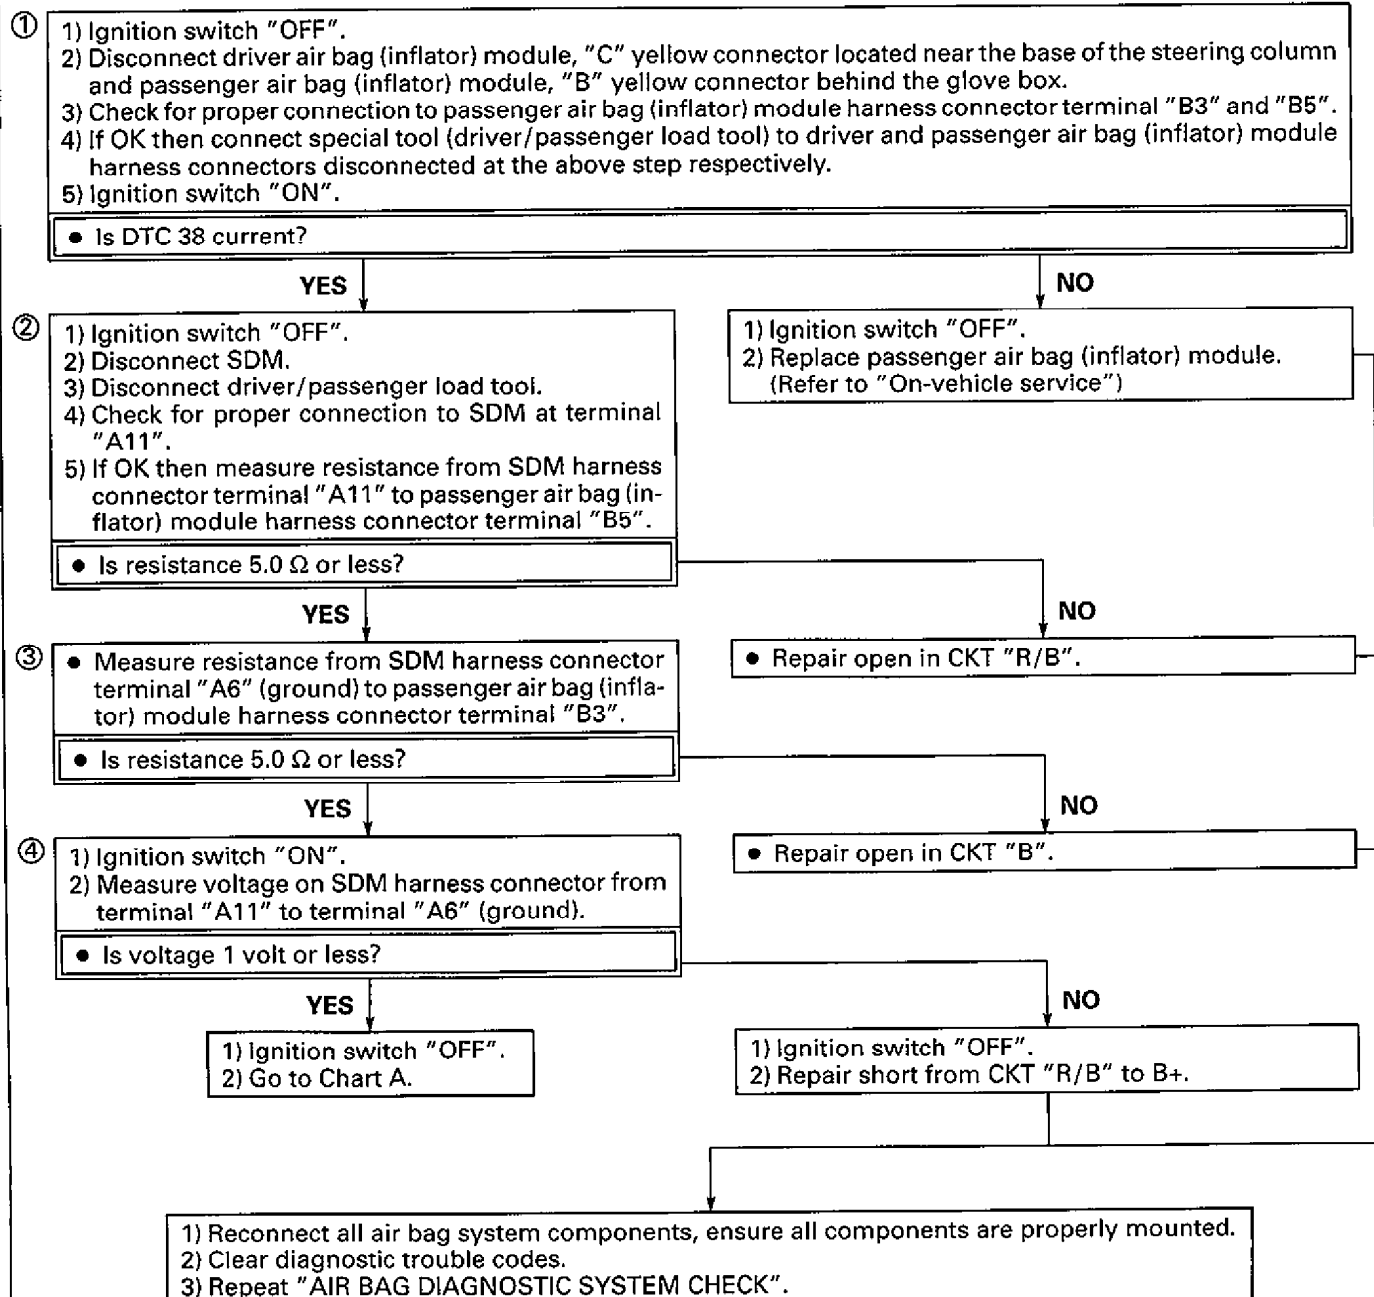 ①
1) Ignition switch "OFF".
2) Disconnect driver air bag (inflator) module, "C" yellow connector located near the base of the steering column
and passenger air bag (inflator) module, "B" yellow connector behind the glove box.
3) Check for proper connection to passenger air bag (inflator) module harness connector terminal "B3" and "B5".
4) If OK then connect special tool (driver/passenger load tool) to driver and passenger air bag (inflator) module
harness connectors disconnected at the above step respectively.
5) Ignition switch "ON".
● Is DTC 38 current?
YES
NO
②
1) Ignition switch "OFF".
2) Disconnect SDM.
3) Disconnect driver/passenger load tool.
4) Check for proper connection to SDM at terminal
"A11".
5) If OK then measure resistance from SDM harness
connector terminal "A11" to passenger air bag (in-
flator) module harness connector terminal "B5".
● Is resistance 5.0 Ω or less?
1) Ignition switch "OFF".
2) Replace passenger air bag (inflator) module.
(Refer to "On-vehicle service")
YES
NO
③
● Measure resistance from SDM harness connector
terminal "A6" (ground) to passenger air bag (infla-
tor) module harness connector terminal "B3".
● Is resistance 5.0 Ω or less?
● Repair open in CKT "R/B".
YES
NO
④
1) Ignition switch "ON".
2) Measure voltage on SDM harness connector from
terminal "A11" to terminal "A6" (ground).
● Is voltage 1 volt or less?
● Repair open in CKT "B".
YES
NO
1) Ignition switch "OFF".
2) Go to Chart A.
1) Ignition switch "OFF".
2) Repair short from CKT "R/B" to B+.
1) Reconnect all air bag system components, ensure all components are properly mounted.
2) Clear diagnostic trouble codes.
3) Repeat "AIR BAG DIAGNOSTIC SYSTEM CHECK".